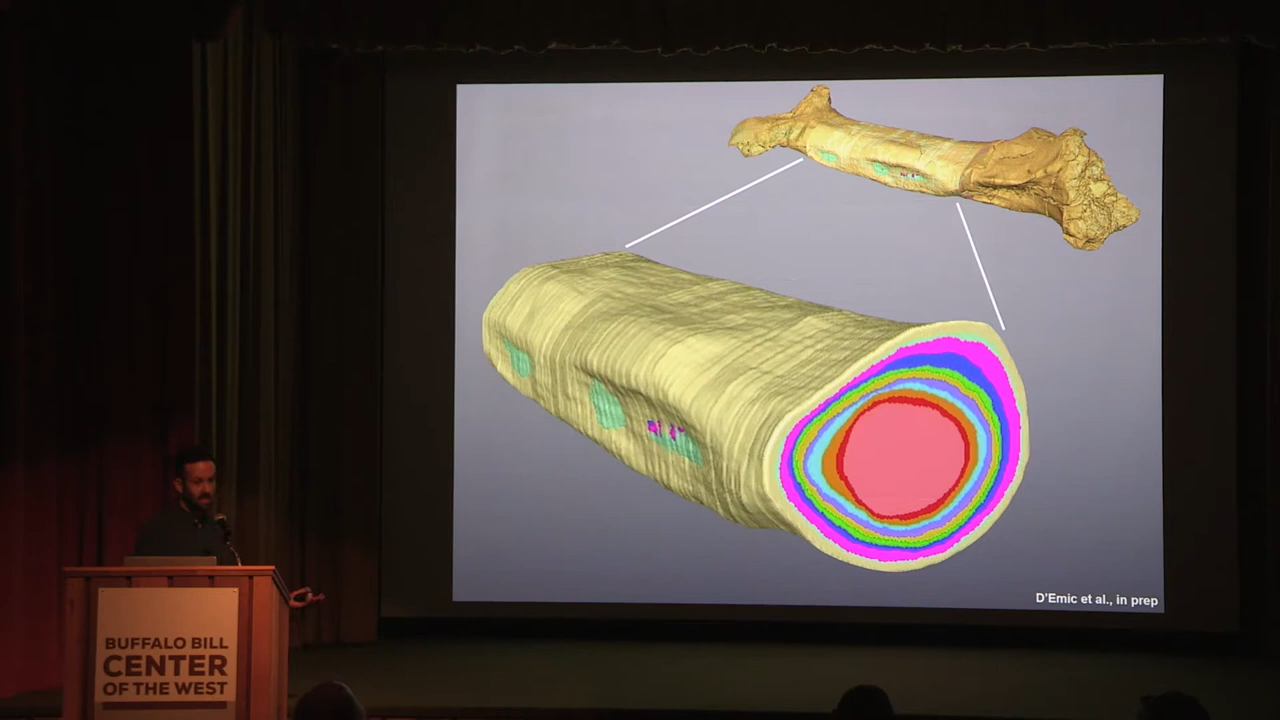 D'Emic et al., in prep
BUFFALO BILL
CENTER
OF THE WEST